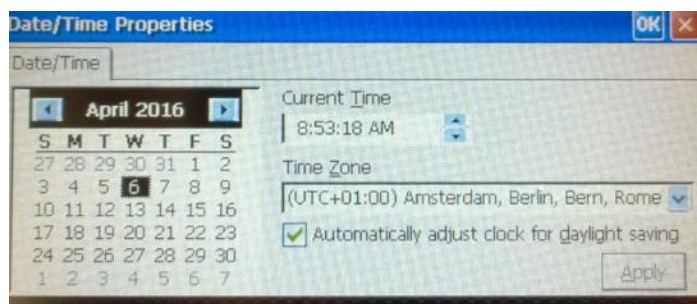 Date/Time Properties OK
Date/Time
April 2016
S M T W T F S
27 28 29 30 31 1 2
3 4 5 6 7 8 9
10 11 12 13 14 15 16
17 18 19 20 21 22 23
24 25 26 27 28 29 30
1 2 3 4 5 6 7
Current Time
8:53:18 AM
Time Zone
(UTC+01:00) Amsterdam, Berlin, Bern, Rome
Automatically adjust clock for daylight saving
Apply